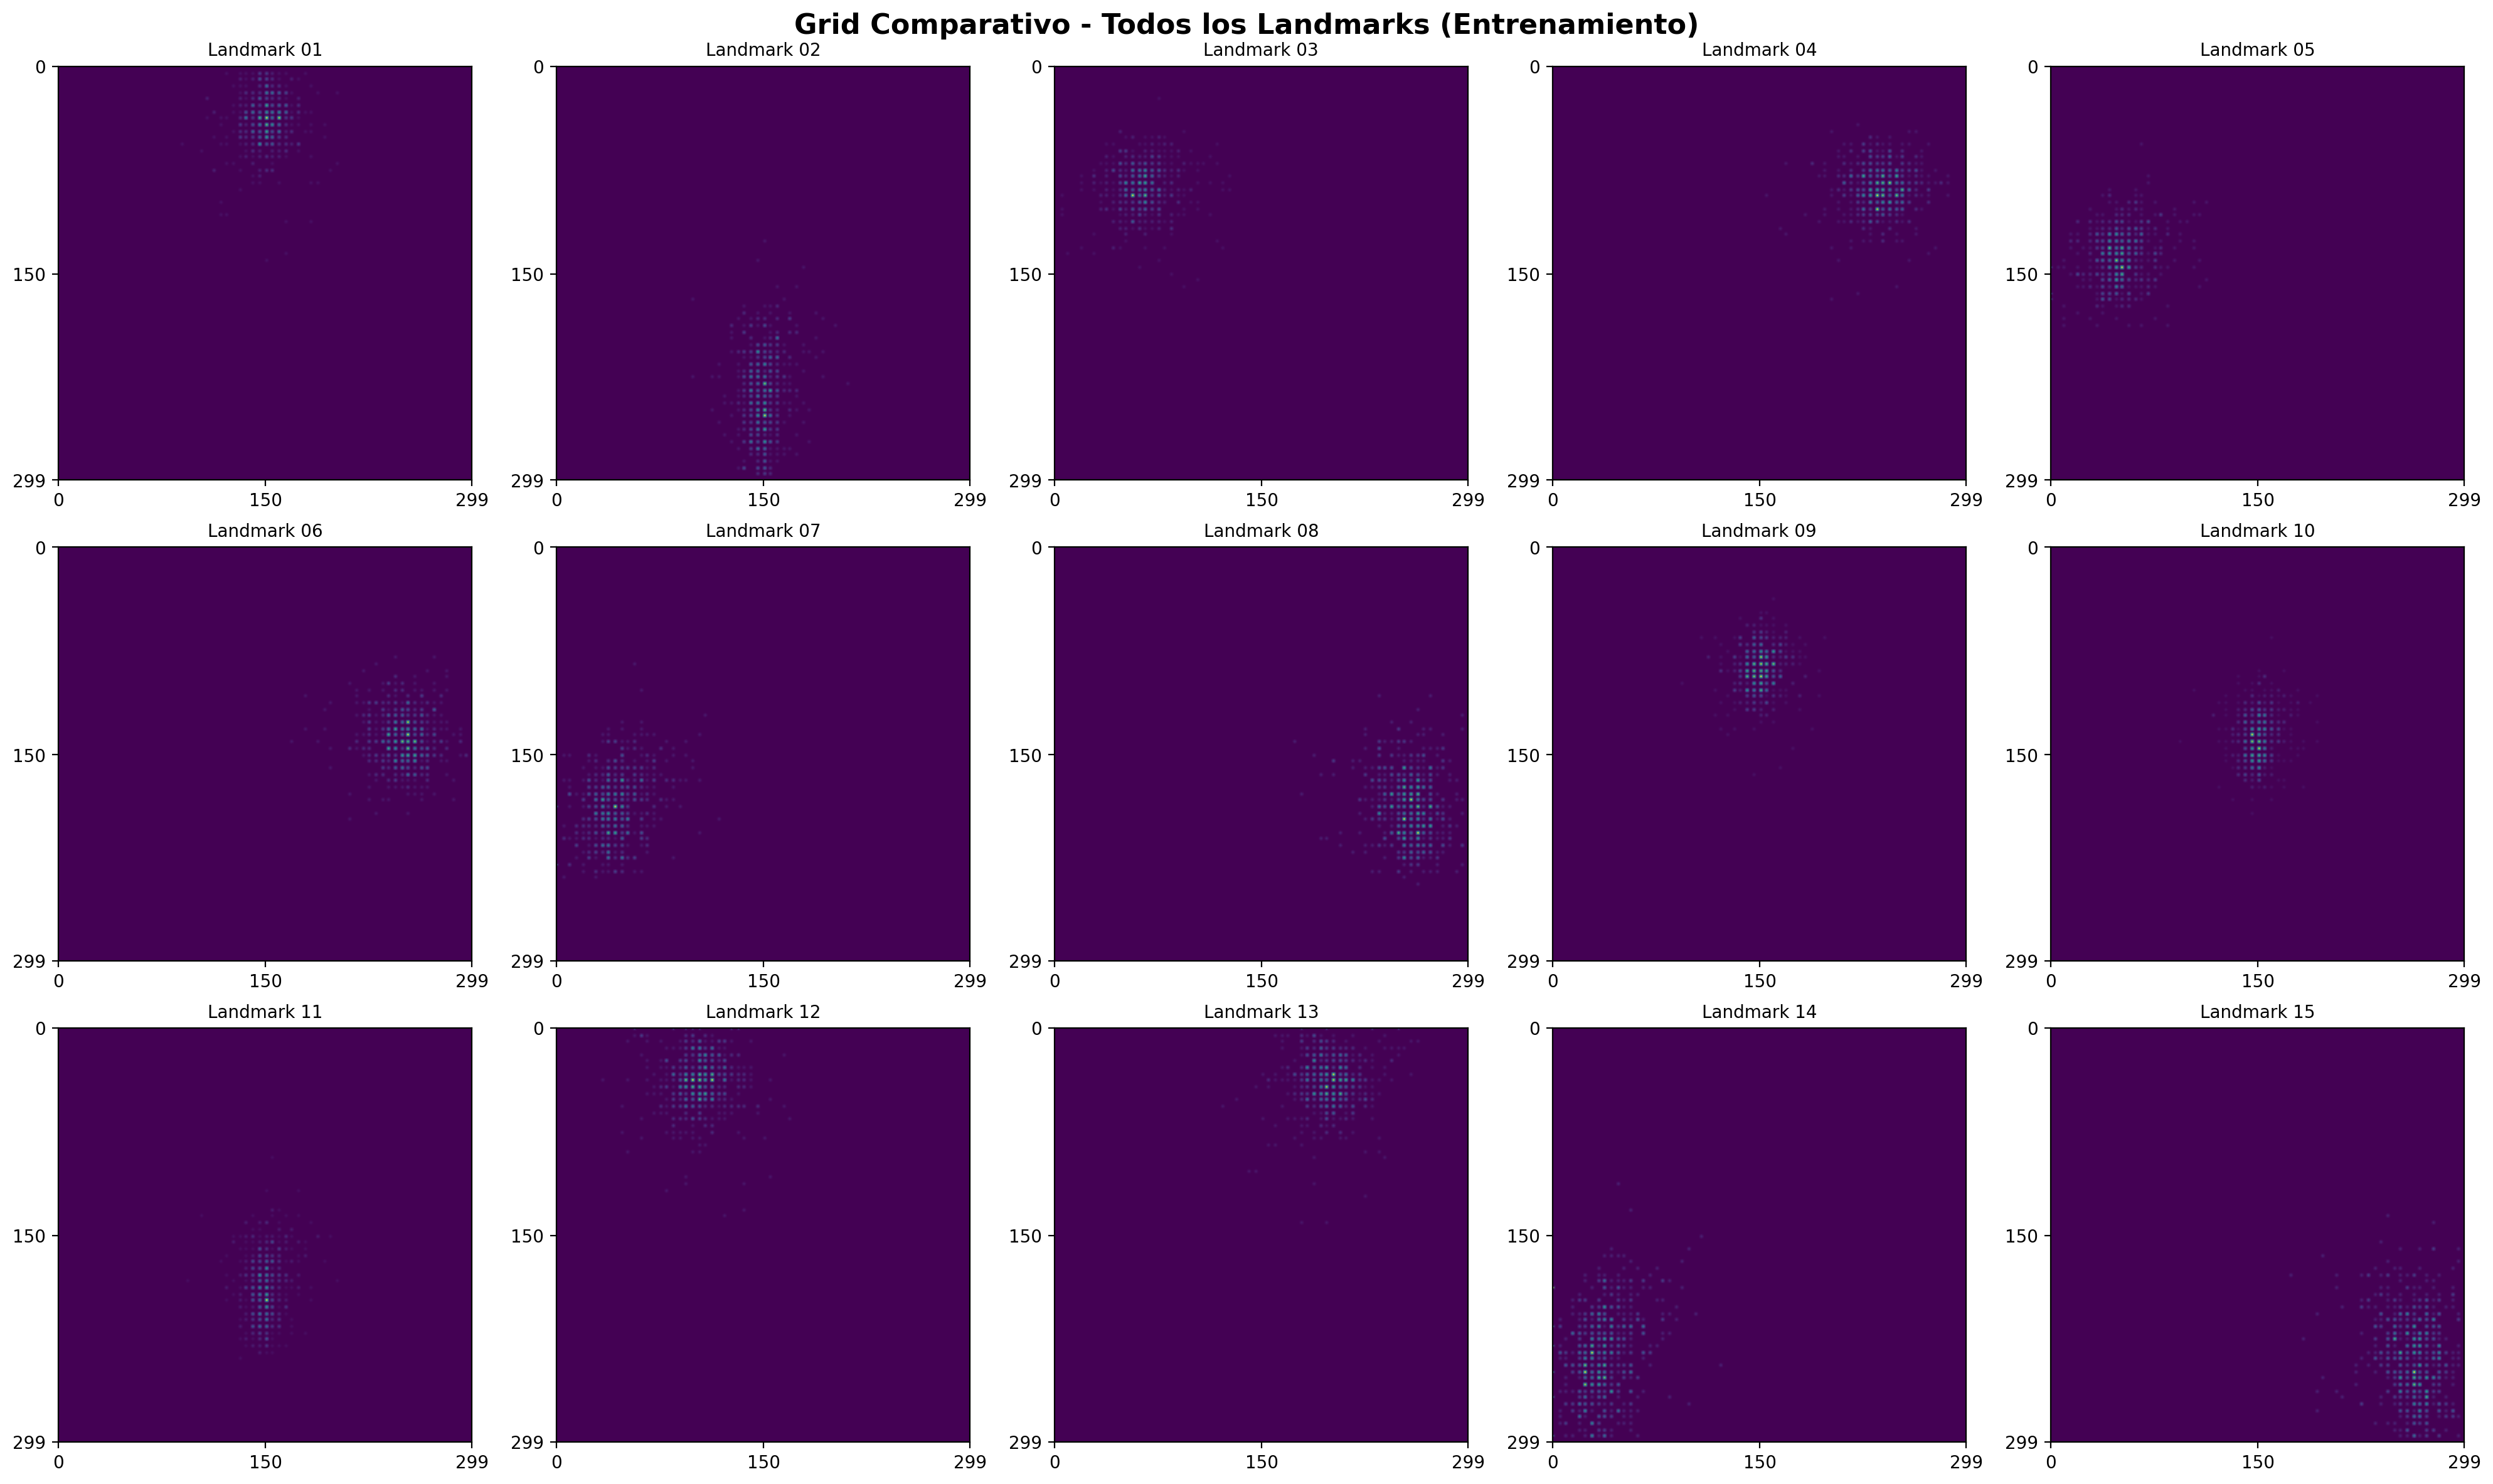 Grid Comparativo - Todos los Landmarks (Entrenamiento)
Landmark 01 Landmark 02 Landmark 03 Landmark 04 Landmark 05
0 0 0 0 0
150 150 150 150 150
299 299 299 299 299
0 150 299 0 150 299 0 150 299 0 150 299 0 150 299
Landmark 06 Landmark 07 Landmark 08 Landmark 09 Landmark 10
0 0 0 0 0
150 150 150 150 150
299 299 299 299 299
0 150 299 0 150 299 0 150 299 0 150 299 0 150 299
Landmark 11 Landmark 12 Landmark 13 Landmark 14 Landmark 15
0 0 0 0 0
150 150 150 150 150
299 299 299 299 299
0 150 299 0 150 299 0 150 299 0 150 299 0 150 299